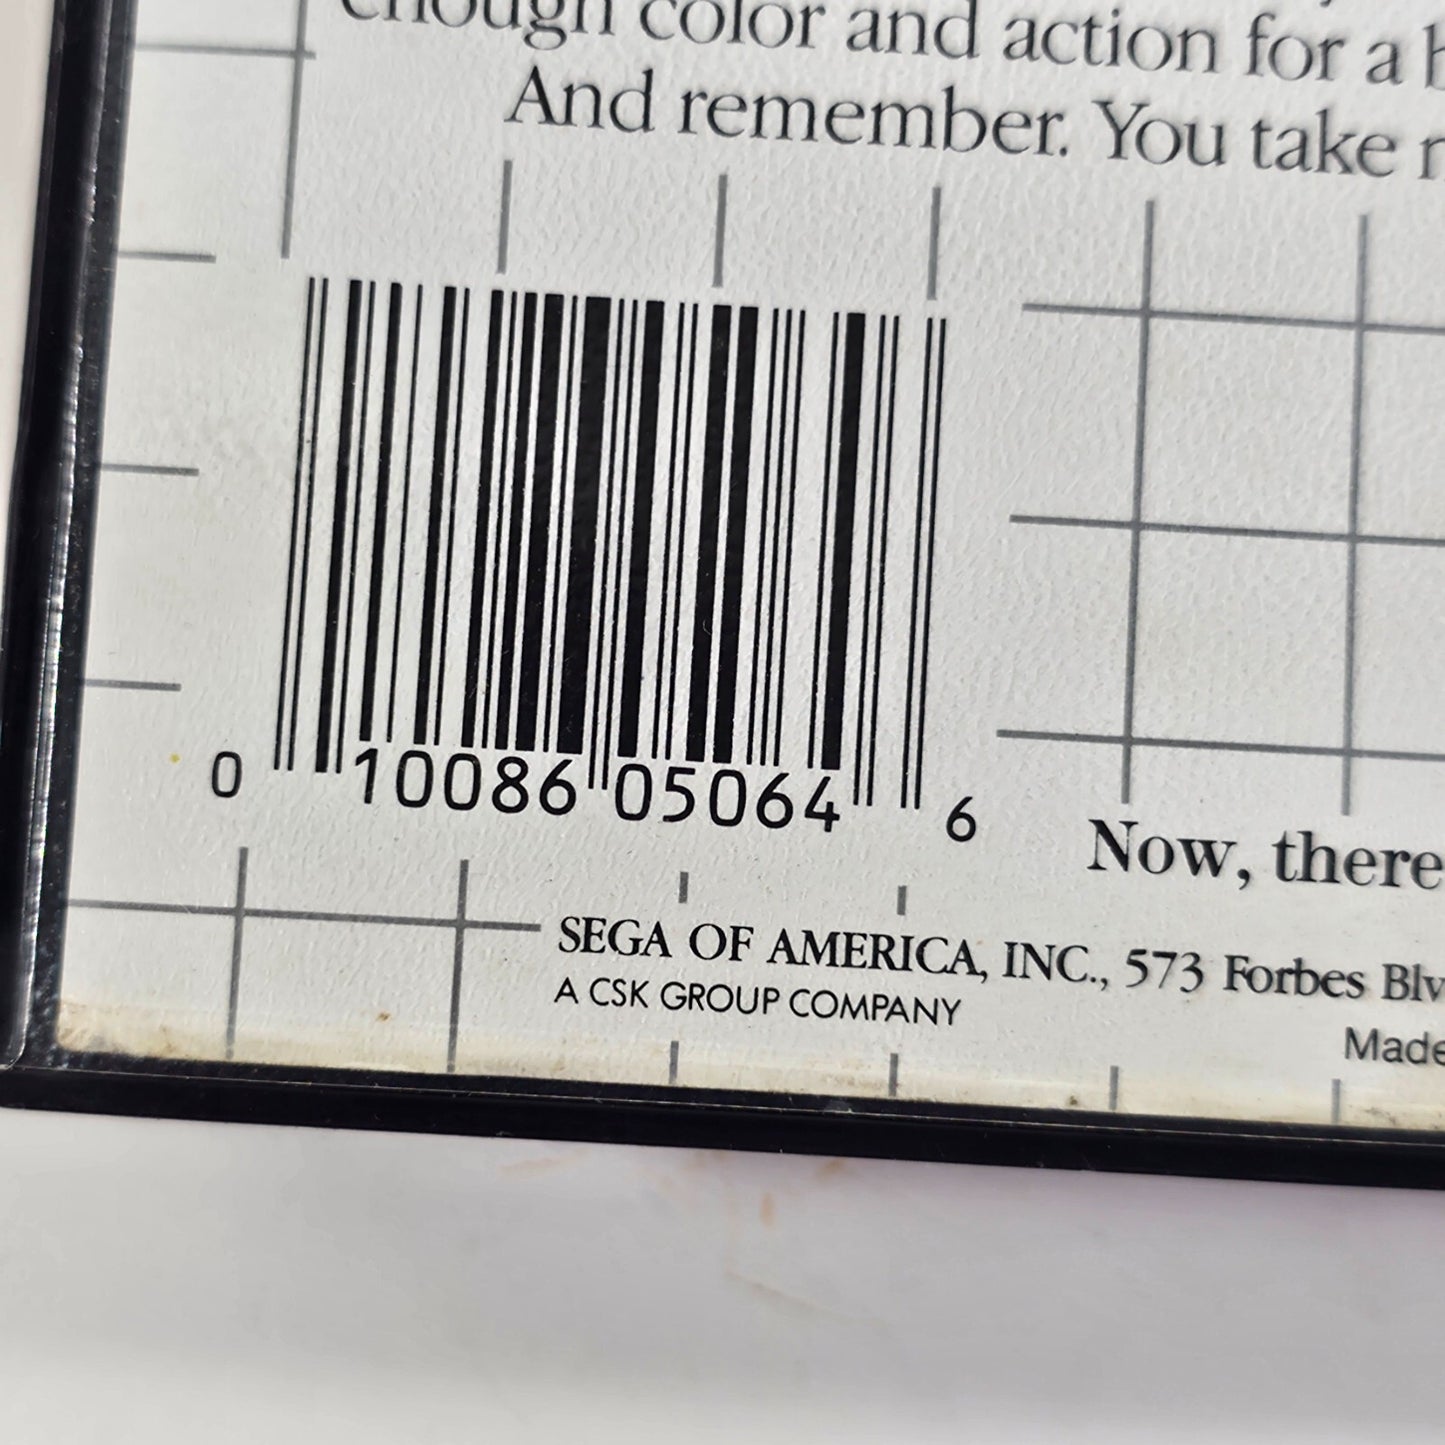 enough color and action for a
And remember. You take
0 10086 05064 6
Now, there
SEGA OF AMERICA, INC., 573 Forbes
A CSK GROUP COMPANY
Made